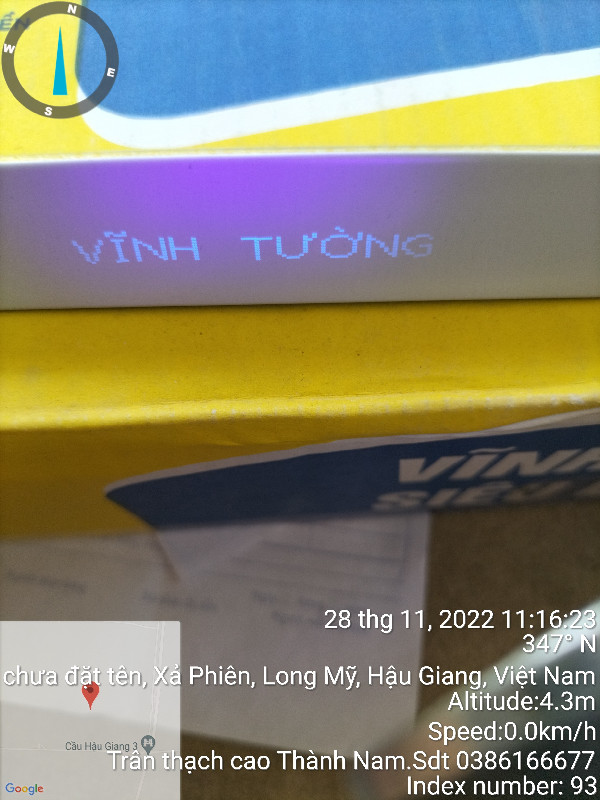 N
W
E
S
VĨNH TƯỜNG
VĨN
28 thg 11, 2022 11:16:23
347° N
chưa đặt tên, Xả Phiên, Long Mỹ, Hậu Giang, Việt Nam
Altitude:4.3m
Speed:0.0km/h
Cầu Hậu Giang 3
Trần thạch cao Thành Nam.Sdt 0386166677
Index number: 93
Google